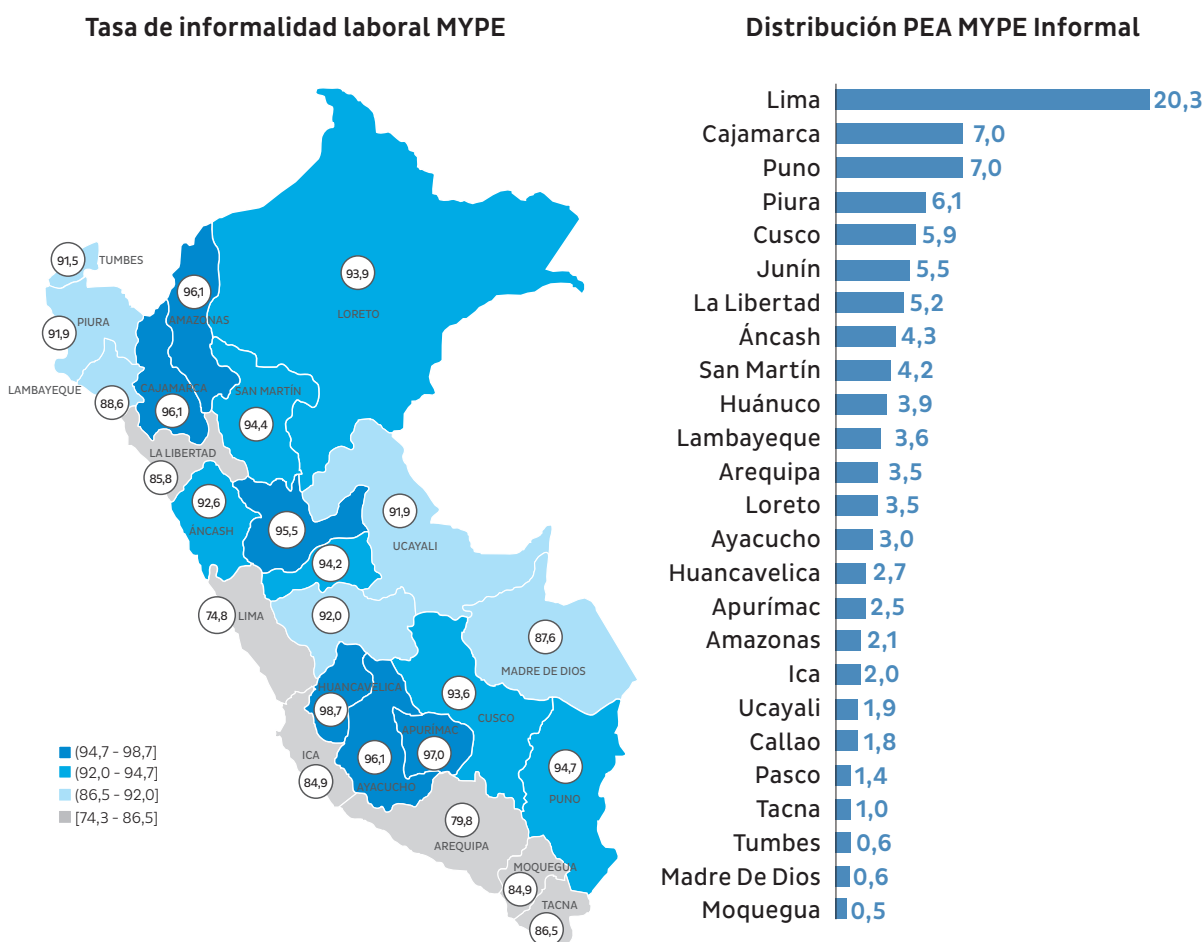 Tasa de informalidad laboral MYPE
91,5
TUMBES
PIURA
91,9
LAMBAYEQUE
88,6
96,1
AMAZONAS
93,9
LORETO
CAJAMARCA
96,1
SAN MARTÍN
94,4
LA LIBERTAD
85,8
92,6
ÁNCASH
95,5
91,9
UCAYALI
94,2
74,8
LIMA
92,0
87,6
MADRE DE DIOS
HUANCAVELICA
98,7
93,6
CUSCO
APURÍMAC
97,0
ICA
84,9
96,1
AYACUCHO
94,7
PUNO
79,8
AREQUIPA
MOQUEGUA
84,9
TACNA
86,5
(94,7 - 98,7]
(92,0 - 94,7]
(86,5 - 92,0]
[74,3 - 86,5]
Distribución PEA MYPE Informal
Lima 20,3
Cajamarca 7,0
Puno 7,0
Piura 6,1
Cusco 5,9
Junín 5,5
La Libertad 5,2
Áncash 4,3
San Martín 4,2
Huánuco 3,9
Lambayeque 3,6
Arequipa 3,5
Loreto 3,5
Ayacucho 3,0
Huancavelica 2,7
Apurímac 2,5
Amazonas 2,1
Ica 2,0
Ucayali 1,9
Callao 1,8
Pasco 1,4
Tacna 1,0
Tumbes 0,6
Madre De Dios 0,6
Moquegua 0,5